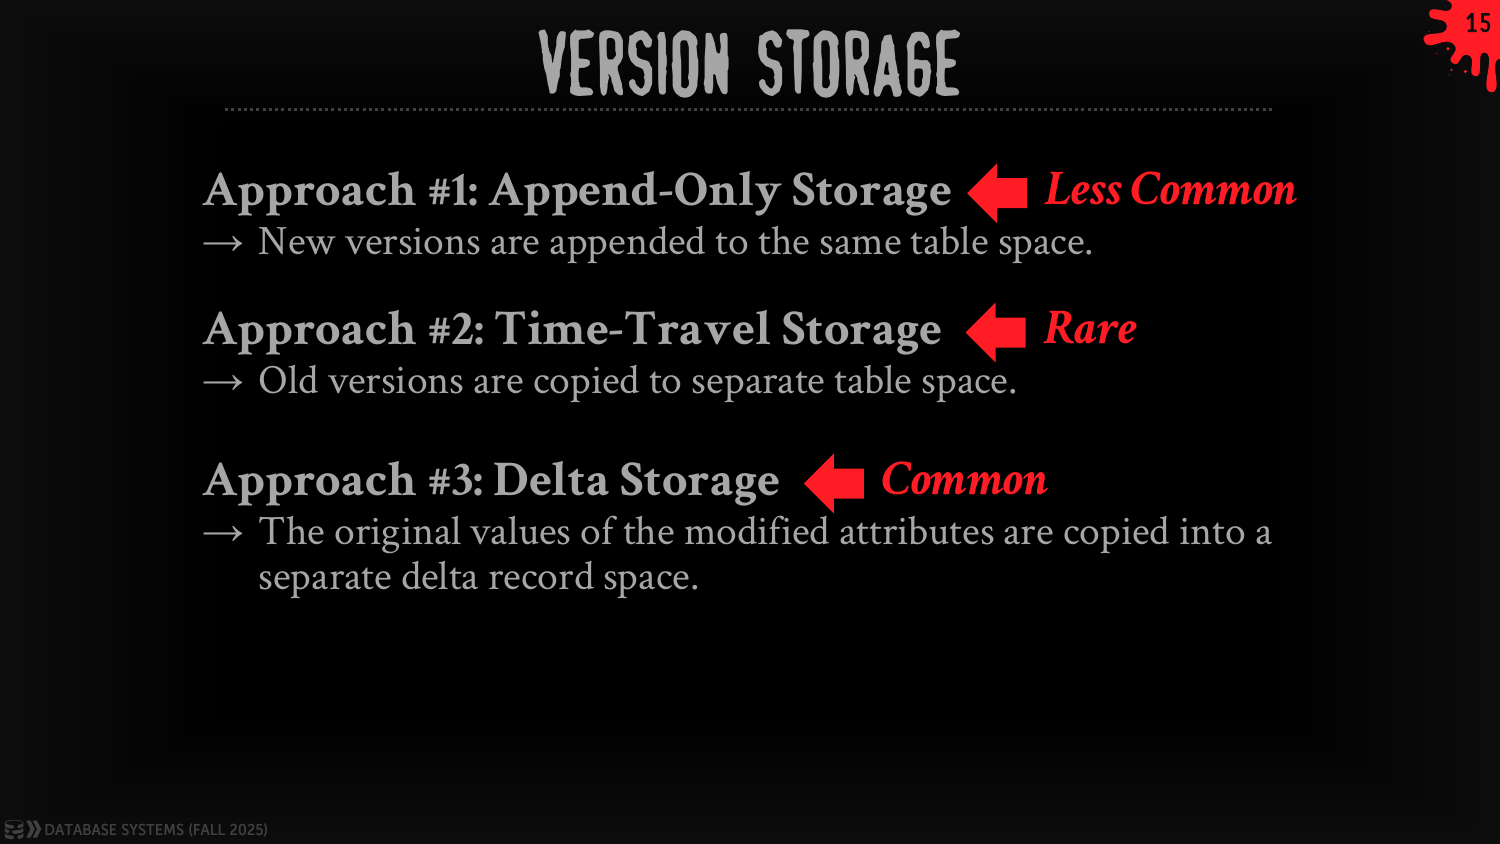 15
VERSION STORAGE
Approach #1: Append-Only Storage Less Common
→ New versions are appended to the same table space.
Approach #2: Time-Travel Storage Rare
→ Old versions are copied to separate table space.
Approach #3: Delta Storage Common
→ The original values of the modified attributes are copied into a
separate delta record space.
DATABASE SYSTEMS (FALL 2025)